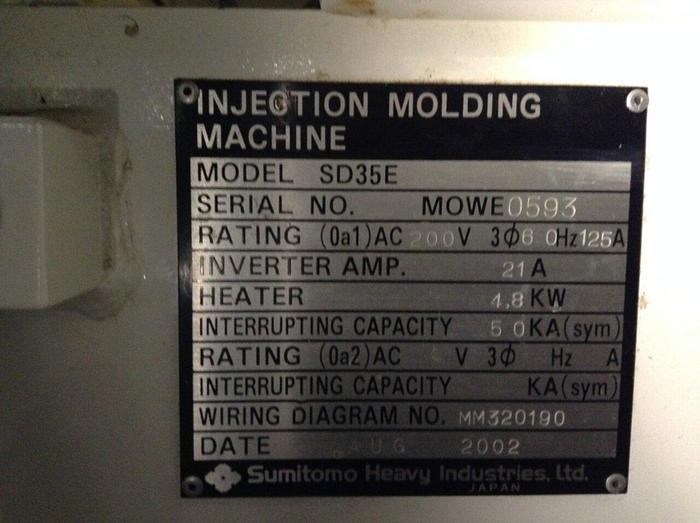 INJECTION MOLDING
MACHINE
MODEL SD35E
SERIAL NO. MOWE0593
RATING (0a1)AC 200V 3ϕ60Hz125A
INVERTER AMP. 21A
HEATER 4.8KW
INTERRUPTING CAPACITY 50KA(sym)
RATING (0a2)AC V 3ϕ Hz A
INTERRUPTING CAPACITY KA(sym)
WIRING DIAGRAM NO. MM320190
DATE AUG 2002
Sumitomo Heavy Industries, Ltd.
JAPAN